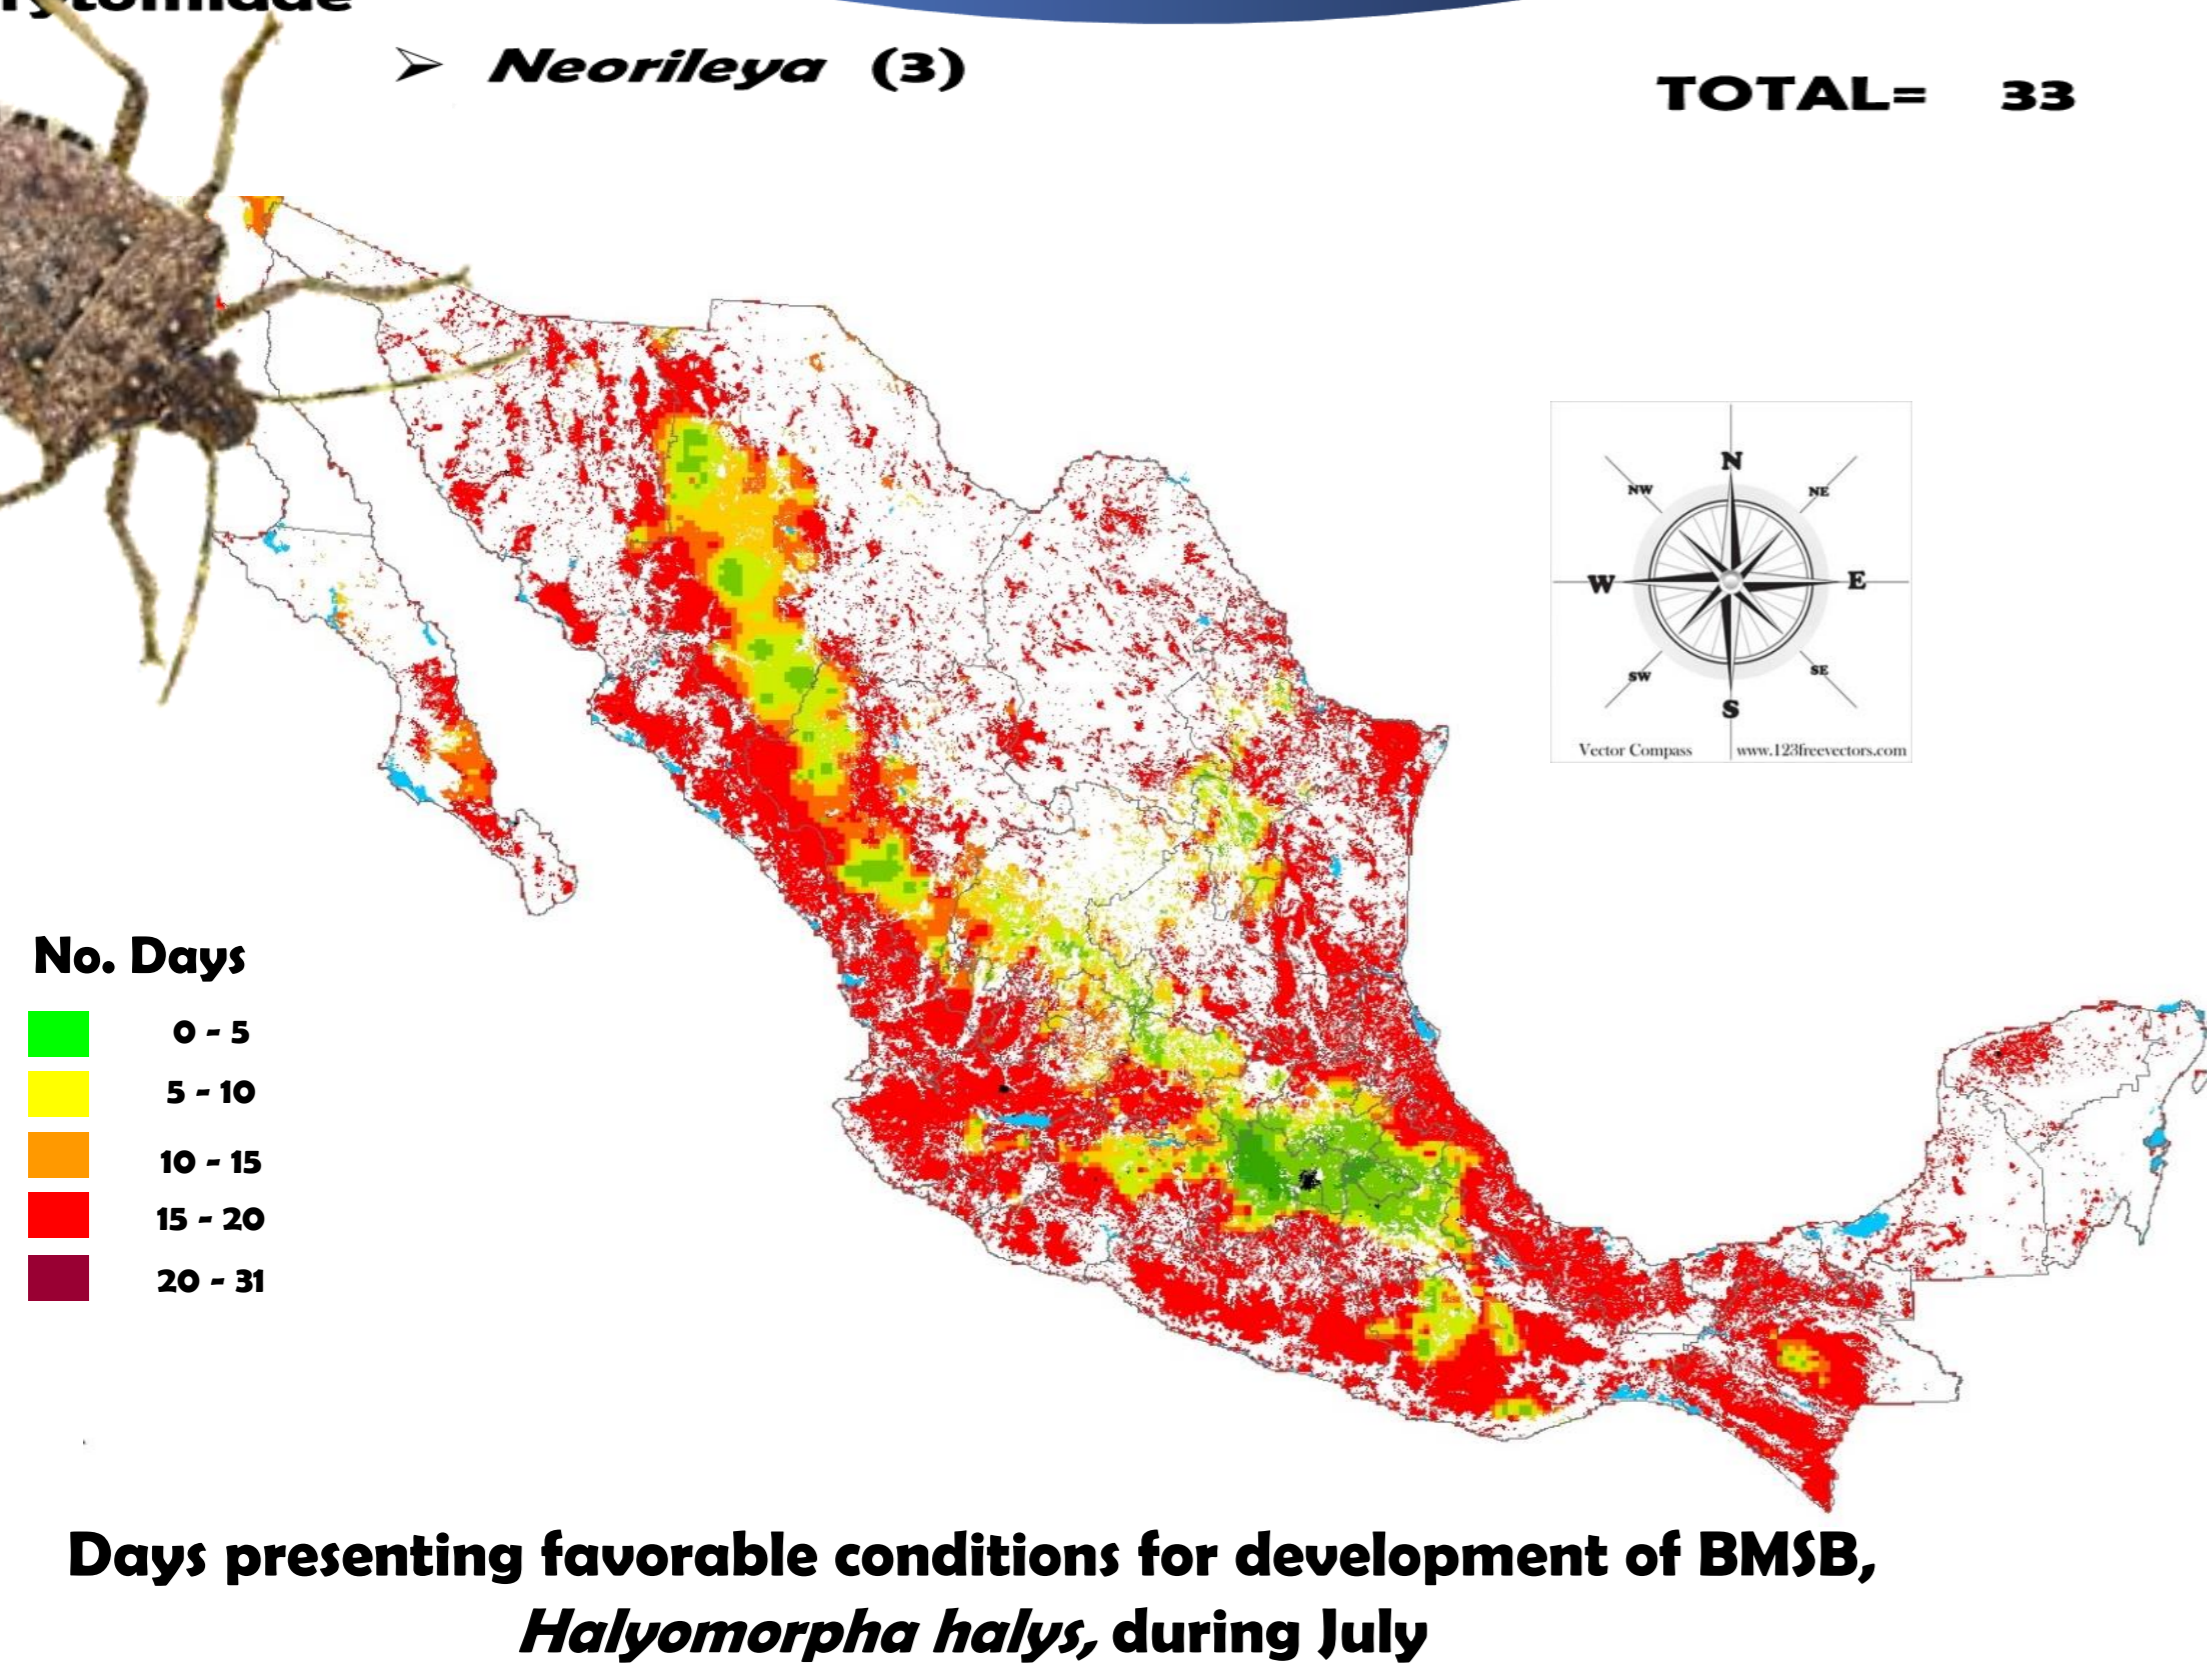 ➢ Neorileya (3)
TOTAL= 33
N
NW
NE
W
E
SW
SE
S
Vector Compass
www.123freevectors.com
No. Days
0 - 5
5 - 10
10 - 15
15 - 20
20 - 31
Days presenting favorable conditions for development of BMSB,
Halyomorpha halys, during July